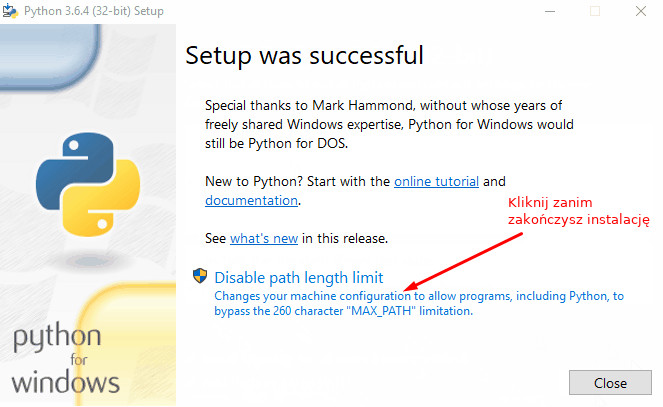 Python 3.6.4 (32-bit) Setup
Setup was successful
Special thanks to Mark Hammond, without whose years of
freely shared Windows expertise, Python for Windows would
still be Python for DOS.
New to Python? Start with the online tutorial and
documentation.
Kliknij zanim
zakończysz instalację
See what's new in this release.
Disable path length limit
Changes your machine configuration to allow programs, including Python, to
bypass the 260 character "MAX_PATH" limitation.
python
for
windows
Close